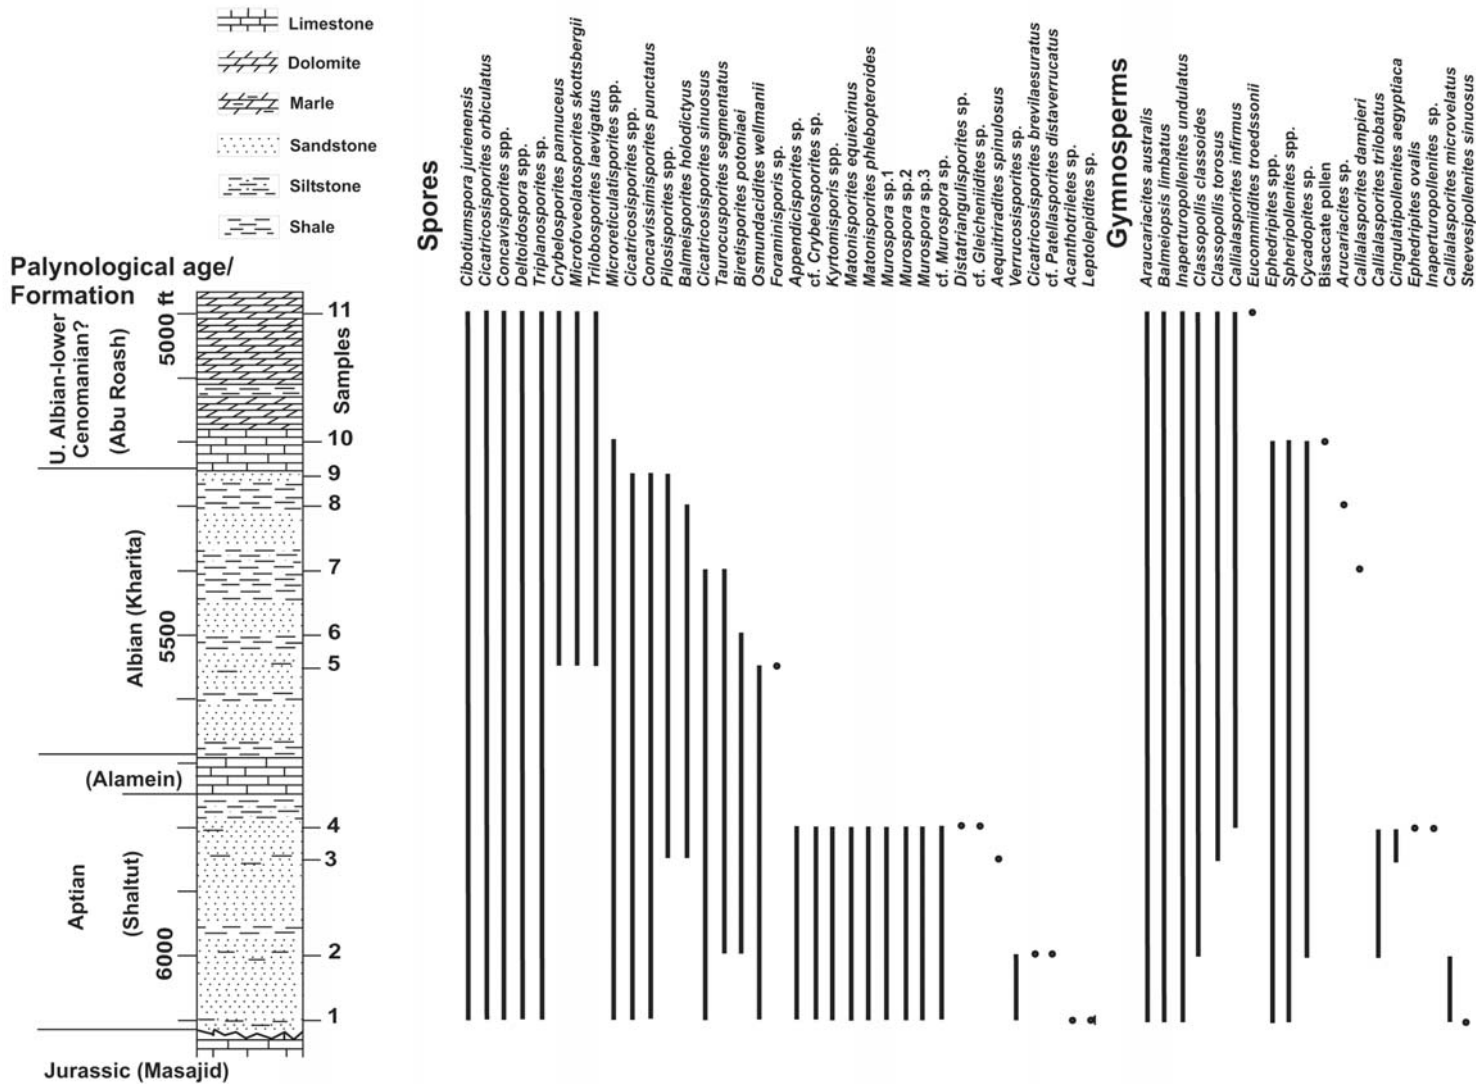 Limestone
Dolomite
Marle
Sandstone
Siltstone
Shale
Palynological age/
Formation
U. Albian-lower
Cenomanian?
(Abu Roash)
Albian (Kharita)
(Alamein)
Aptian
(Shaltut)
Jurassic (Masajid)
5000 ft
5500
6000
Samples
11
10
9
8
7
6
5
4
3
2
1
Spores
Cibotiumspora jurienensis
Cicatricosisporites orbiculatus
Concavisporites spp.
Deltoidospora spp.
Triplanosporites sp.
Crybelosporites pannuceus
Microfoveolatosporites skottsbergii
Trilobosporites laevigatus
Microreticulatisporites spp.
Cicatricosisporites spp.
Concavissimisporites punctatus
Pilosisporites spp.
Balmeisporites holodictyus
Cicatricosisporites sinuosus
Taurocusporites segmentatus
Biretisporites potoniaei
Osmundacidites wellmanii
Foraminisporis sp.
Appendicisporites sp.
cf. Crybelosporites sp.
Kyrtomisporis spp.
Matonisporites equiexinus
Matonisporites phlebopteroides
Murospora sp.1
Murospora sp.2
Murospora sp.3
cf. Murospora sp.
Distatriangulisporites sp.
cf. Gleicheniidites sp.
Aequitriradites spinulosus
Verrucosisporites sp.
Cicatricosisporites brevilaesuratus
cf. Patellasporites distaverrucatus
Acanthotriletes sp.
Leptolepidites sp.
Gymnosperms
Araucariacites australis
Balmeiopsis limbatus
Inaperturopollenites undulatus
Classopollis classoides
Classopollis torosus
Callialasporites infirmus
Eucommiidites troedssonii
Ephedripites spp.
Spheripollenites spp.
Cycadopites sp.
Bisaccate pollen
Arucariacites sp.
Callialasporites dampieri
Callialasporites trilobatus
Cingulatipollenites aegyptiaca
Ephedripites ovalis
Inaperturopollenites sp.
Callialasporites microvelatus
Steevesipollenites sinuosus